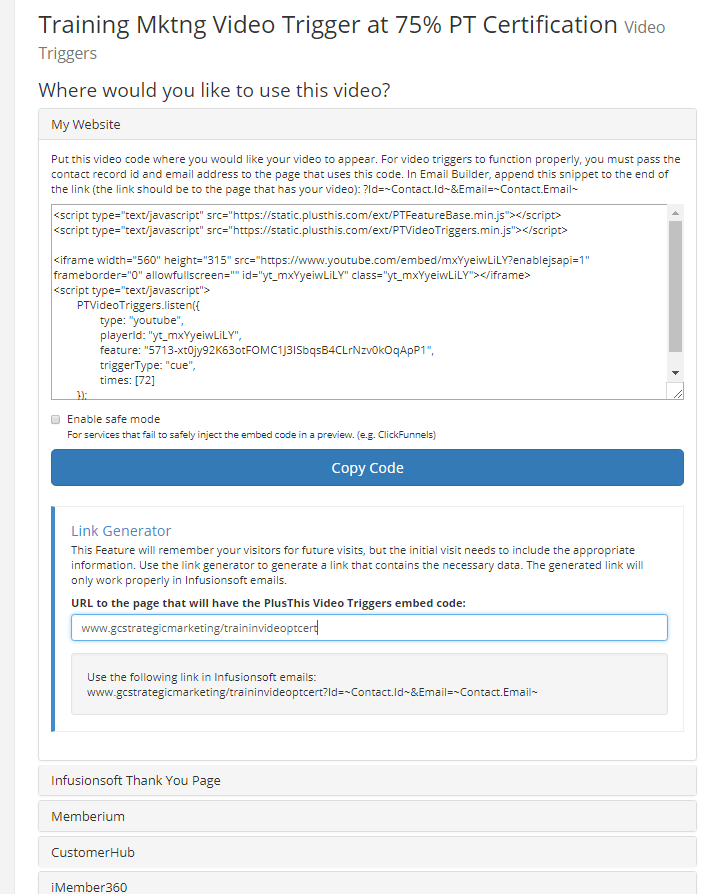 Training Mktng Video Trigger at 75% PT Certification Video
Triggers
Where would you like to use this video?
My Website
Put this video code where you would like your video to appear. For video triggers to function properly, you must pass the
contact record id and email address to the page that uses this code. In Email Builder, append this snippet to the end of
the link (the link should be to the page that has your video): ?Id=~Contact.Id~&Email=~Contact.Email~
<script type="text/javascript" src="https://static.plusthis.com/ext/PTFeatureBase.min.js"></script>
<script type="text/javascript" src="https://static.plusthis.com/ext/PTVideoTriggers.min.js"></script>
<iframe width="560" height="315" src="https://www.youtube.com/embed/mxYyeiwLiLY?enablejsapi=1"
frameborder="0" allowfullscreen="" id="yt_mxYyeiwLiLY" class="yt_mxYyeiwLiLY"></iframe>
<script type="text/javascript">
PTVideoTriggers.listen({
type: "youtube",
playerId: "yt_mxYyeiwLiLY",
feature: "5713-xt0jy92K63otFOMC1J3ISbqsB4CLrNzv0kOqApP1",
triggerType: "cue",
times: [72]
});
Enable safe mode
For services that fail to safely inject the embed code in a preview. (e.g. ClickFunnels)
Copy Code
Link Generator
This Feature will remember your visitors for future visits, but the initial visit needs to include the appropriate
information. Use the link generator to generate a link that contains the necessary data. The generated link will
only work properly in Infusionsoft emails.
URL to the page that will have the PlusThis Video Triggers embed code:
www.gcstrategicmarketing/traininvideoptcert
Use the following link in Infusionsoft emails:
www.gcstrategicmarketing/traininvideoptcert?Id=~Contact.Id~&Email=~Contact.Email~
Infusionsoft Thank You Page
Memberium
CustomerHub
iMember360